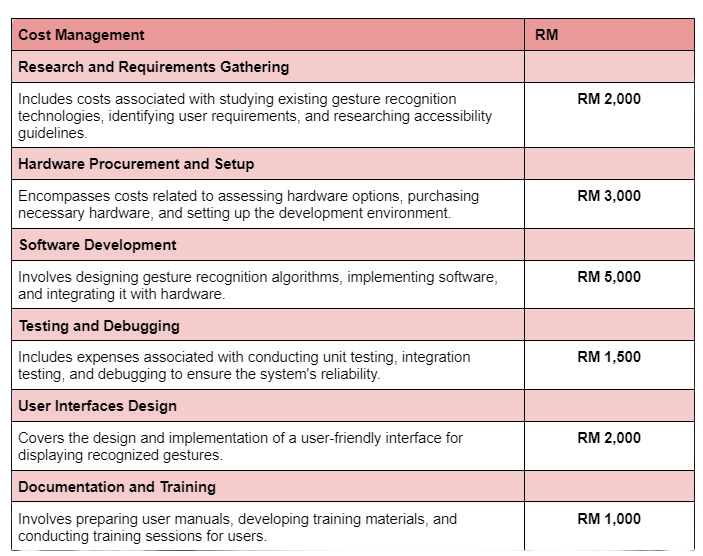 Cost Management RM
Research and Requirements Gathering
Includes costs associated with studying existing gesture recognition
technologies, identifying user requirements, and researching accessibility
guidelines.
RM 2,000
Hardware Procurement and Setup
Encompasses costs related to assessing hardware options, purchasing
necessary hardware, and setting up the development environment.
RM 3,000
Software Development
Involves designing gesture recognition algorithms, implementing software,
and integrating it with hardware.
RM 5,000
Testing and Debugging
Includes expenses associated with conducting unit testing, integration
testing, and debugging to ensure the system's reliability.
RM 1,500
User Interfaces Design
Covers the design and implementation of a user-friendly interface for
displaying recognized gestures.
RM 2,000
Documentation and Training
Involves preparing user manuals, developing training materials, and
conducting training sessions for users.
RM 1,000